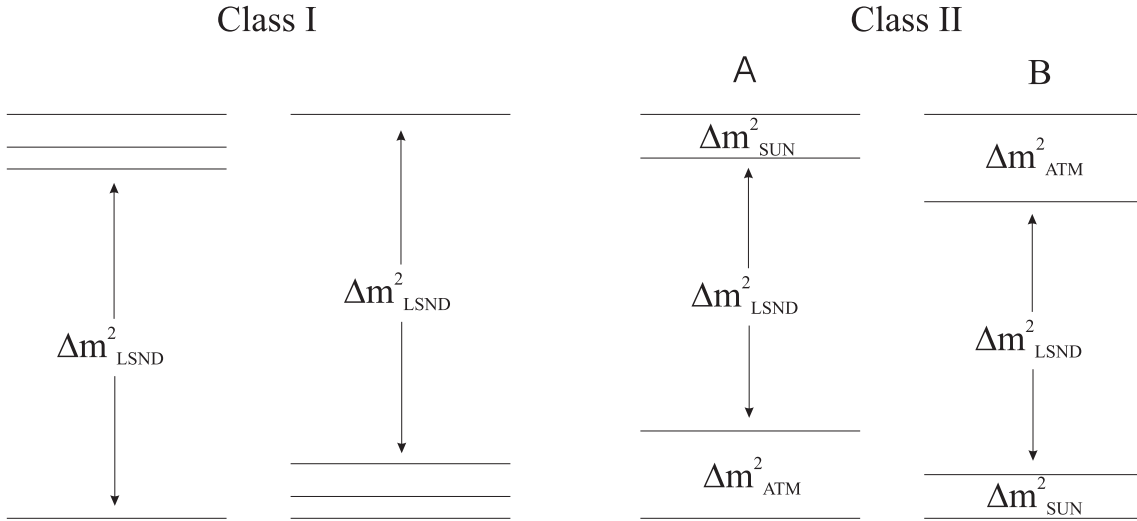 Class I
Class II
A
B
Δm²SUN
Δm²ATM
Δm²LSND
Δm²LSND
Δm²LSND
Δm²LSND
Δm²ATM
Δm²SUN